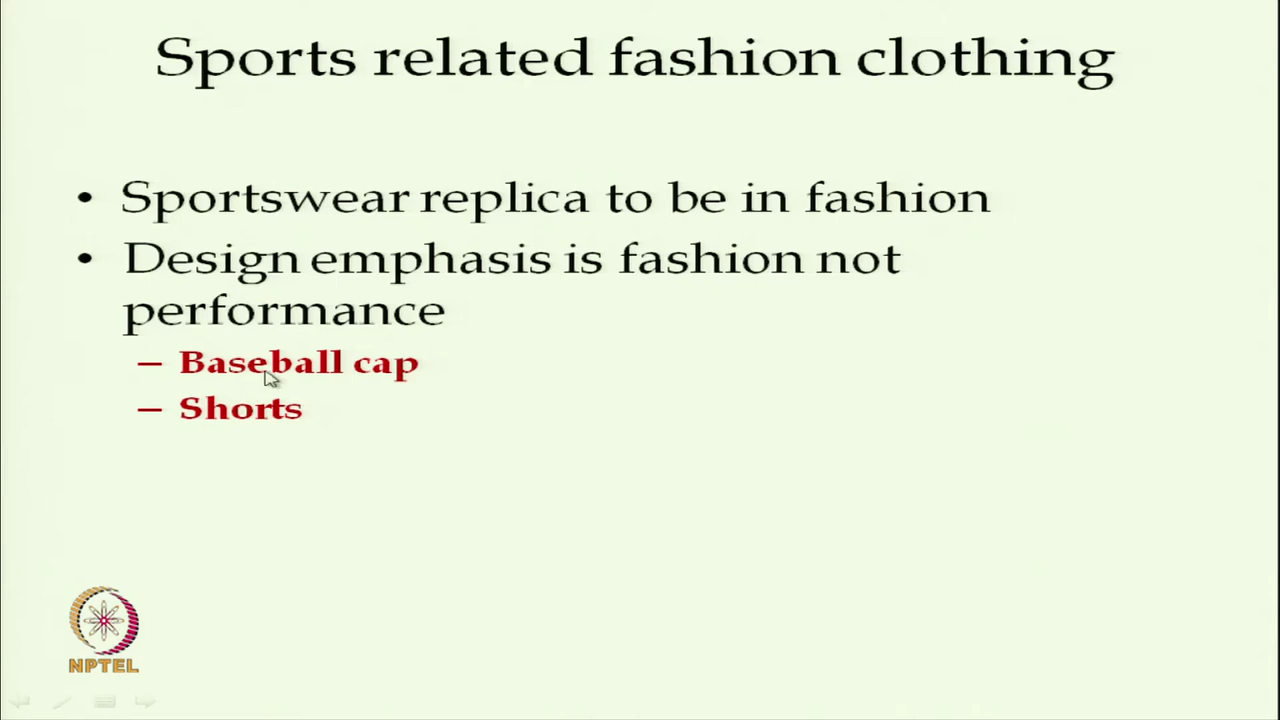 Sports related fashion clothing
• Sportswear replica to be in fashion
• Design emphasis is fashion not
performance
– Baseball cap
– Shorts
NPTEL